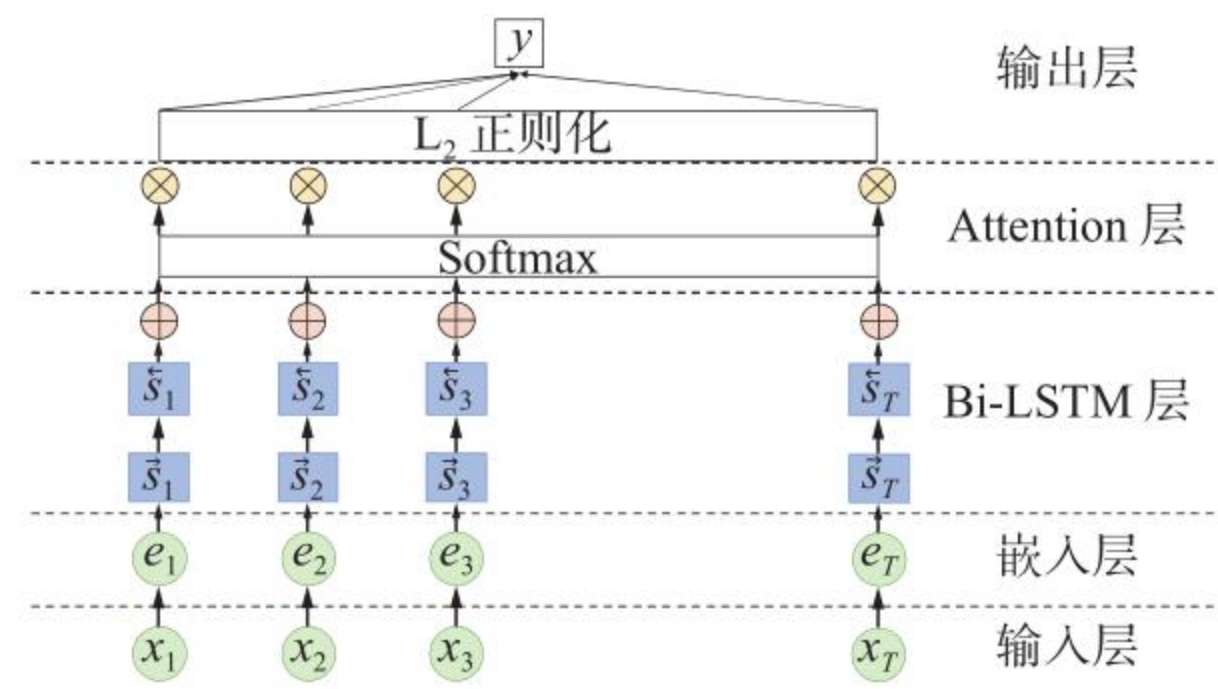 y
输出层
L₂ 正则化
Attention 层
Softmax
s⃖₁ s⃖₂ s⃖₃ s⃖_T
Bi-LSTM 层
s⃗₁ s⃗₂ s⃗₃ s⃗_T
e₁ e₂ e₃ e_T
嵌入层
x₁ x₂ x₃ x_T
输入层